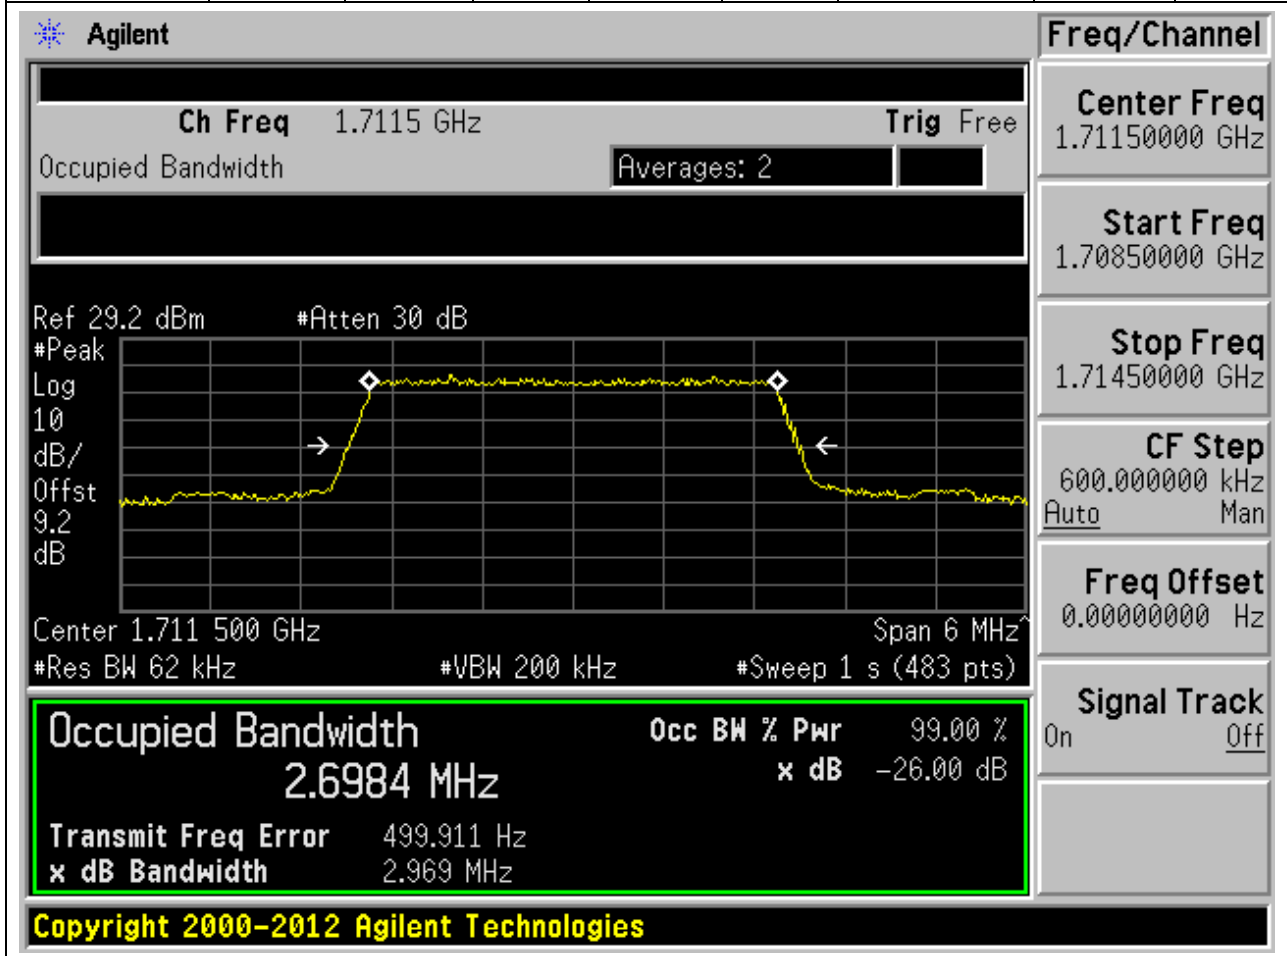 Agilent
Freq/Channel
Ch Freq 1.7115 GHz Trig Free
Occupied Bandwidth Averages: 2
Center Freq
1.71150000 GHz
Start Freq
1.70850000 GHz
Stop Freq
1.71450000 GHz
CF Step
600.000000 kHz
Auto Man
Freq Offset
0.00000000 Hz
Signal Track
On Off
Ref 29.2 dBm #Atten 30 dB
#Peak
Log
10
dB/
Offst
9.2
dB
Center 1.711 500 GHz Span 6 MHz^
#Res BW 62 kHz #VBW 200 kHz #Sweep 1 s (483 pts)
Occupied Bandwidth Occ BW % Pwr 99.00 %
2.6984 MHz x dB -26.00 dB
Transmit Freq Error 499.911 Hz
x dB Bandwidth 2.969 MHz
Copyright 2000-2012 Agilent Technologies